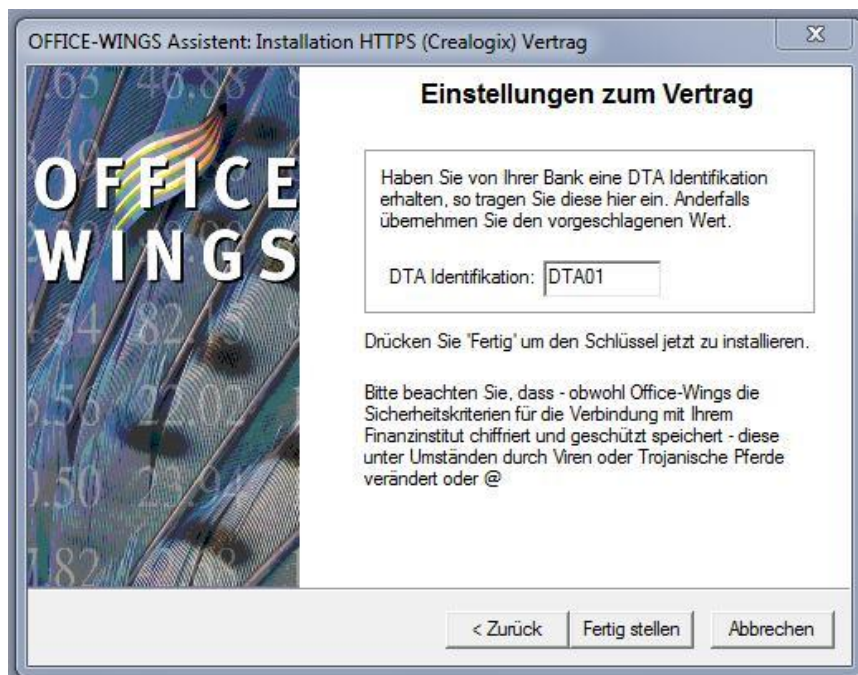 OFFICE-WINGS Assistent: Installation HTTPS (Crealogix) Vertrag
OFFICE
WINGS
Einstellungen zum Vertrag
Haben Sie von Ihrer Bank eine DTA Identifikation
erhalten, so tragen Sie diese hier ein. Anderfalls
übernehmen Sie den vorgeschlagenen Wert.
DTA Identifikation: DTA01
Drücken Sie 'Fertig' um den Schlüssel jetzt zu installieren.
Bitte beachten Sie, dass - obwohl Office-Wings die
Sicherheitskriterien für die Verbindung mit Ihrem
Finanzinstitut chiffriert und geschützt speichert - diese
unter Umständen durch Viren oder Trojanische Pferde
verändert oder @
< Zurück
Fertig stellen
Abbrechen